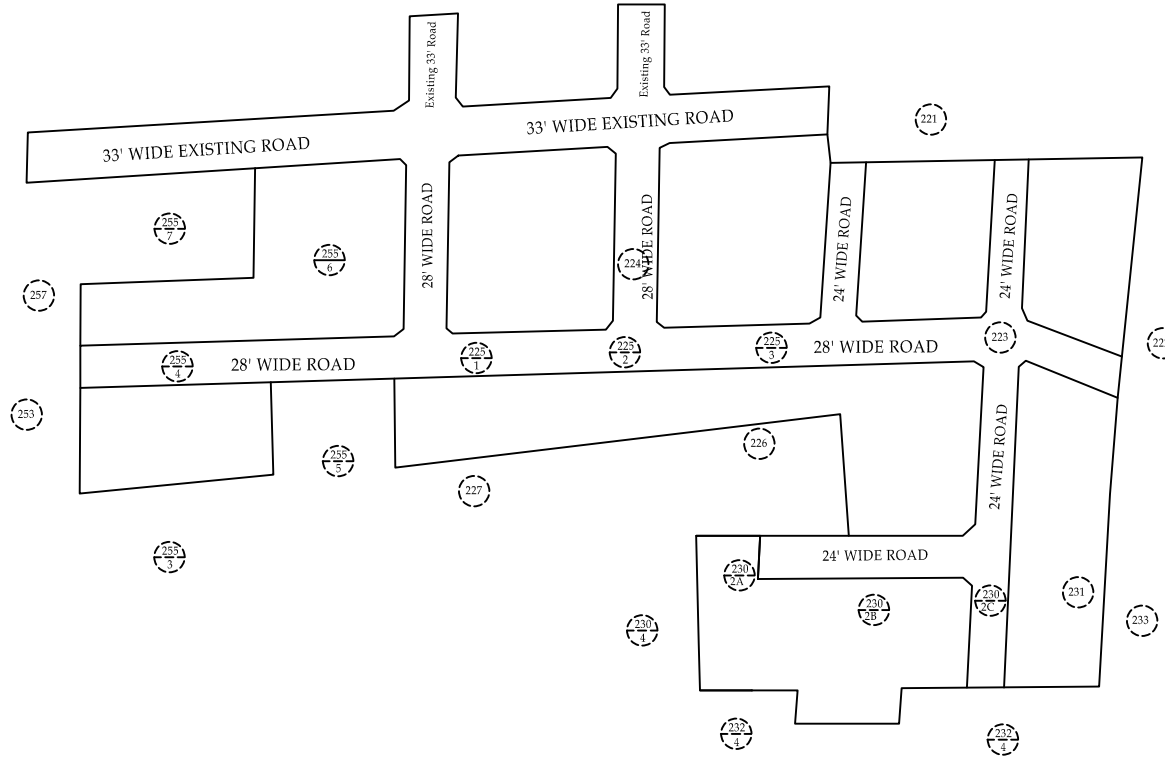 Existing 33' Road
Existing 33' Road
33' WIDE EXISTING ROAD
33' WIDE EXISTING ROAD
221
255
7
255
6
28' WIDE ROAD
224
28' WIDE ROAD
24' WIDE ROAD
24' WIDE ROAD
257
255
4
28' WIDE ROAD
225
1
225
2
225
3
28' WIDE ROAD
223
253
255
5
227
226
24' WIDE ROAD
255
3
230
2A
24' WIDE ROAD
230
2B
230
2C
231
233
230
4
232
4
232
4